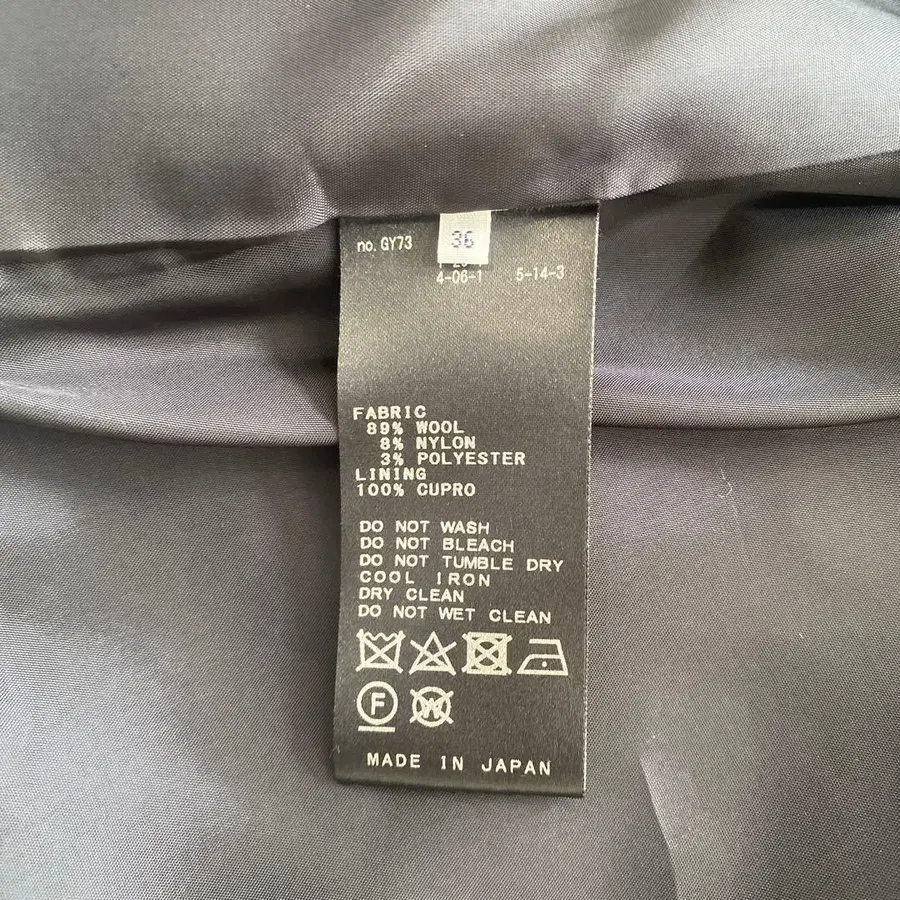 no. GY73
36
4-06-1 5-14-3
FABRIC
89% WOOL
8% NYLON
3% POLYESTER
LINING
100% CUPRO
DO NOT WASH
DO NOT BLEACH
DO NOT TUMBLE DRY
COOL IRON
DRY CLEAN
DO NOT WET CLEAN
F W
MADE IN JAPAN